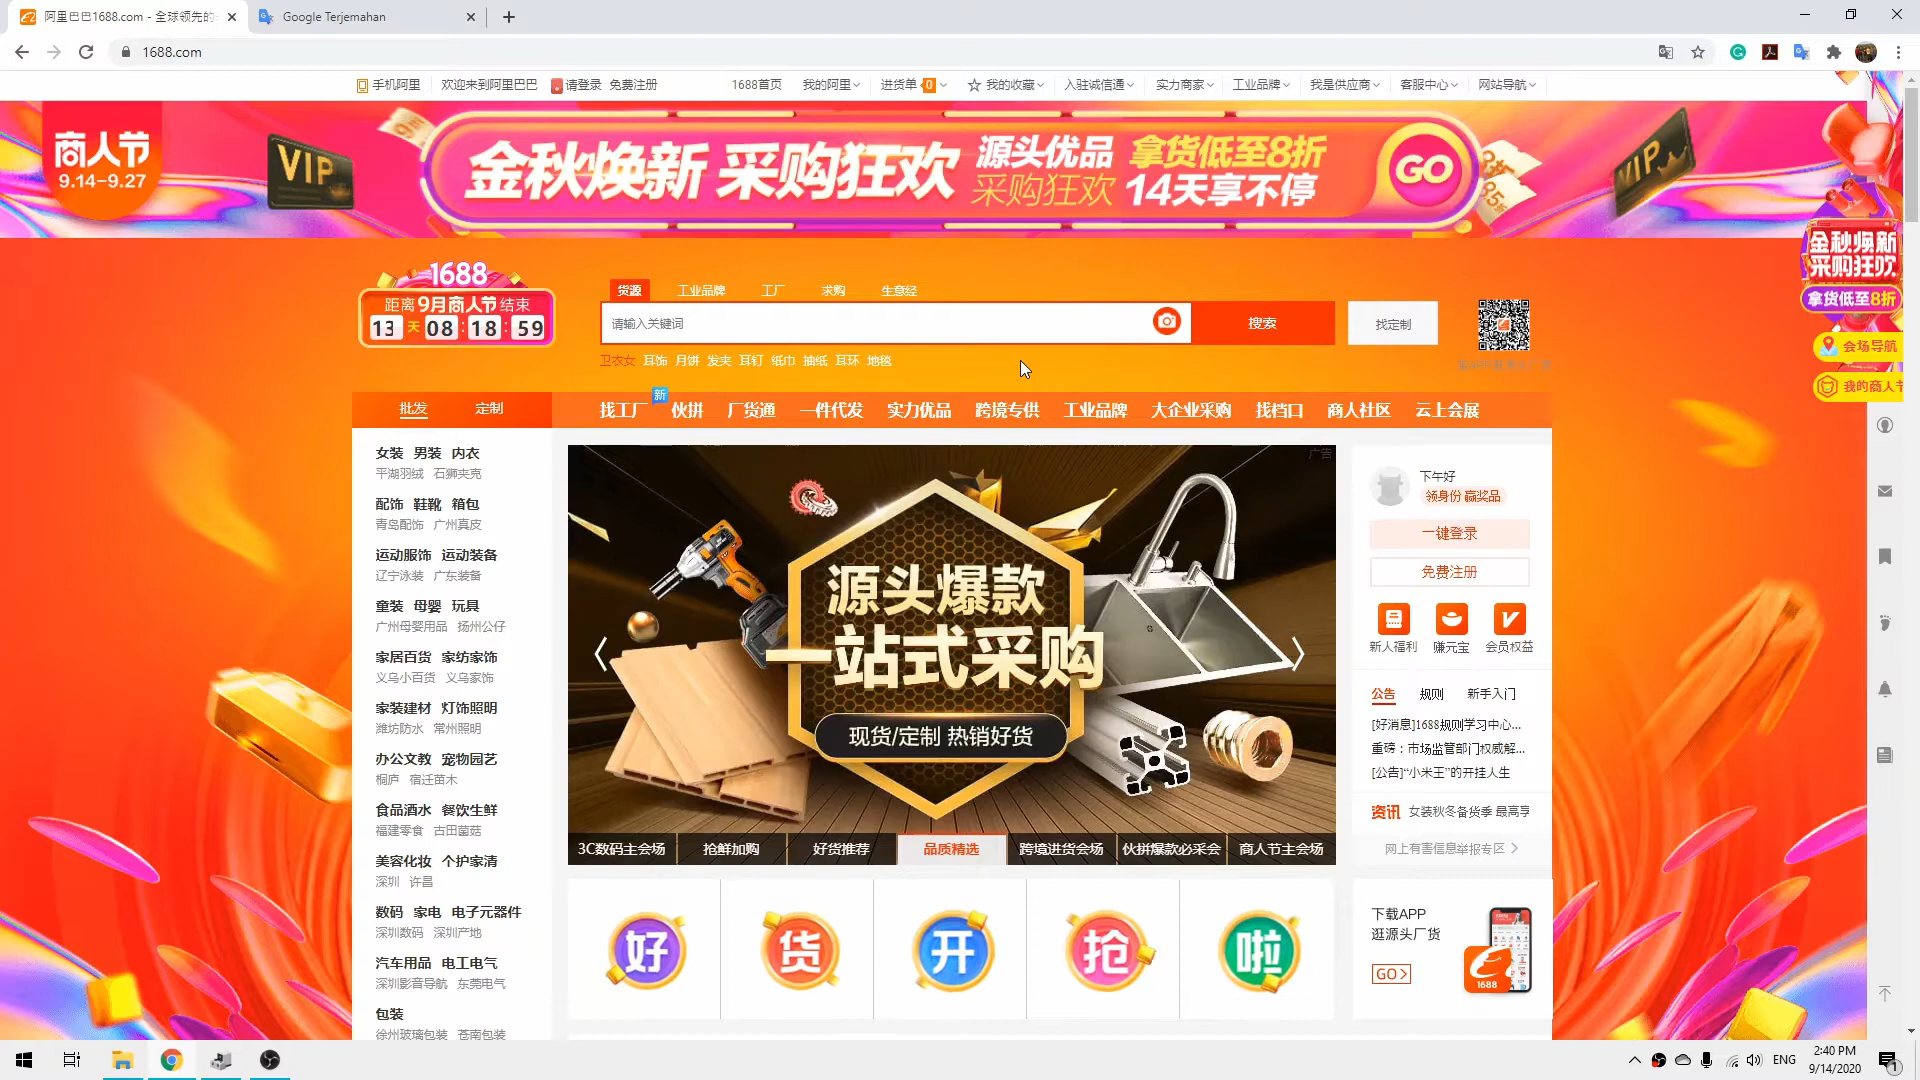 阿里巴巴1688.com - 全球领先的
Google Terjemahan
1688.com
手机阿里 欢迎来到阿里巴巴 请登录 免费注册 1688首页 我的阿里 进货单 0 我的收藏 入驻诚信通 实力商家 工业品牌 我是供应商 客服中心 网站导航
商人节
9.14-9.27
VIP
金秋焕新 采购狂欢
源头优品 拿货低至8折
采购狂欢 14天享不停
GO
VIP
金秋焕新
采购狂欢
拿货低至8折
会场导航
我的商人节
1688
距离9月商人节结束
13 天 08 : 18 : 59
货源 工业品牌 工厂 求购 生意经
请输入关键词
搜索
找定制
卫衣女 耳饰 月饼 发夹 耳钉 纸巾 抽纸 耳环 地毯
批发 定制
找工厂 新 伙拼 厂货通 一件代发 实力优品 跨境专供 工业品牌 大企业采购 找档口 商人社区 云上会展
女装 男装 内衣
平湖羽绒 石狮夹克
配饰 鞋靴 箱包
青岛配饰 广州真皮
运动服饰 运动装备
辽宁泳装 广东装备
童装 母婴 玩具
广州母婴用品 扬州公仔
家居百货 家纺家饰
义乌小百货 义乌家饰
家装建材 灯饰照明
潍坊防水 常州照明
办公文教 宠物园艺
桐庐 宿迁苗木
食品酒水 餐饮生鲜
福建零食 古田菌菇
美容化妆 个护家清
深圳 许昌
数码 家电 电子元器件
深圳数码 深圳产地
汽车用品 电工电气
深圳影音导航 东莞电气
包装
徐州玻璃包装 苍南包装
广告
源头爆款
一站式采购
现货/定制 热销好货
3C数码主会场 抢鲜加购 好货推荐 品质精选 跨境进货会场 伙拼爆款必采会 商人节主会场
好 货 开 抢 啦
下午好
领身份 赢奖品
一键登录
免费注册
新人福利 赚元宝 会员权益
公告 规则 新手入门
[好消息]1688规则学习中心...
重磅：市场监管部门权威解...
[公告]“小米王”的开挂人生
资讯 女装秋冬备货季 最高享
网上有害信息举报专区
下载APP
逛源头厂货
GO
1688
ENG
2:40 PM
9/14/2020
1